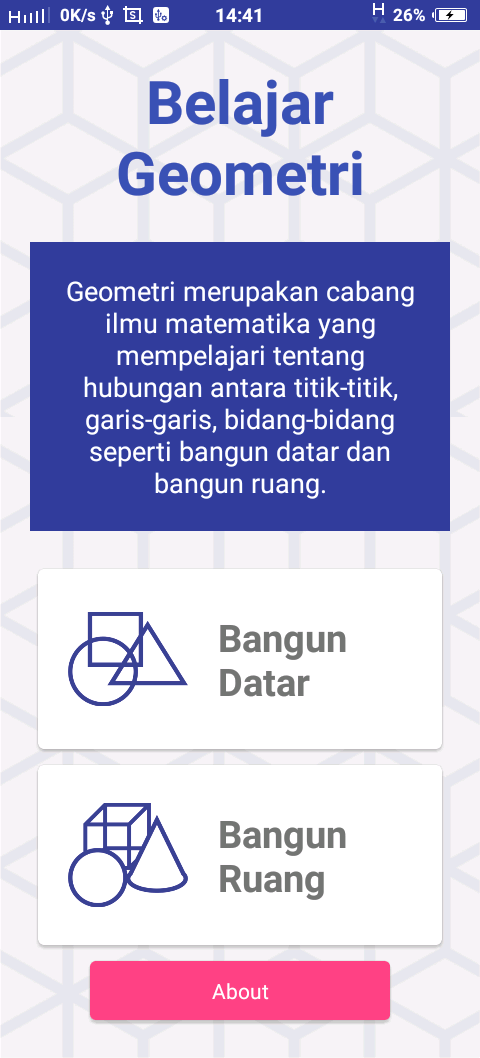 0K/s 14:41 H 26%
Belajar
Geometri
Geometri merupakan cabang
ilmu matematika yang
mempelajari tentang
hubungan antara titik-titik,
garis-garis, bidang-bidang
seperti bangun datar dan
bangun ruang.
Bangun
Datar
Bangun
Ruang
About